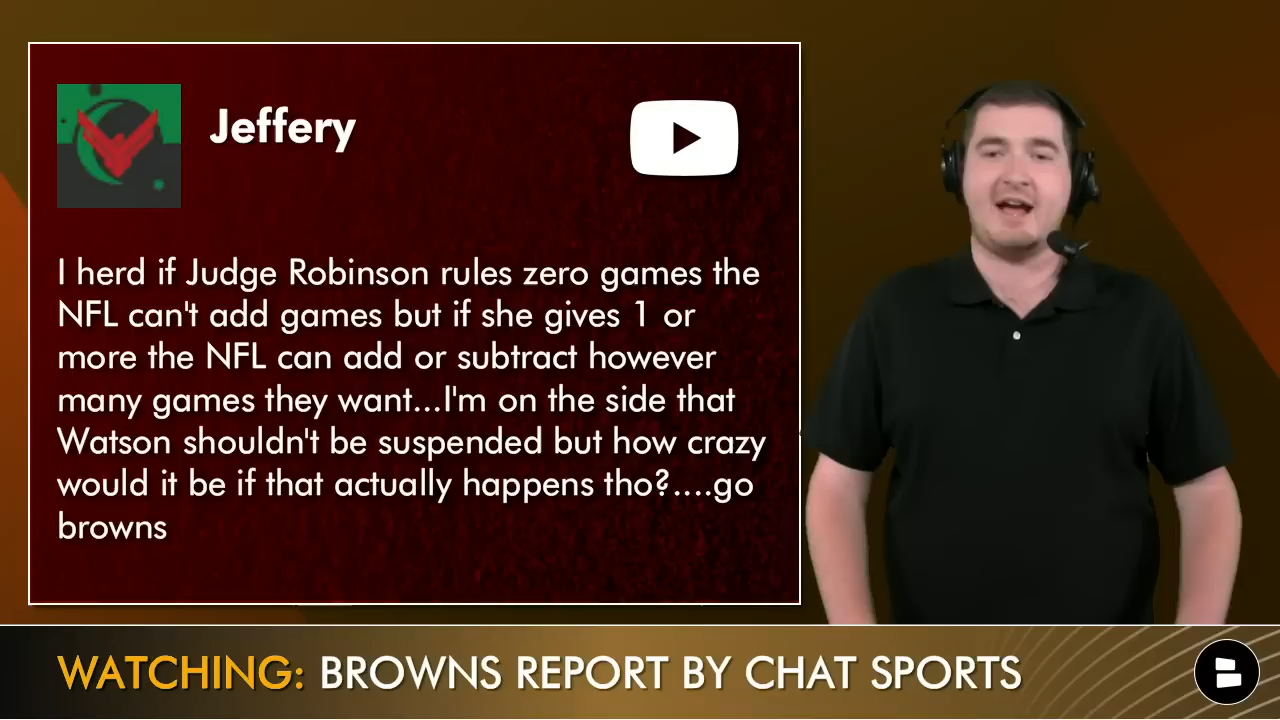 Jeffery
I herd if Judge Robinson rules zero games the
NFL can't add games but if she gives 1 or
more the NFL can add or subtract however
many games they want...I'm on the side that
Watson shouldn't be suspended but how crazy
would it be if that actually happens tho?....go
browns
WATCHING: BROWNS REPORT BY CHAT SPORTS